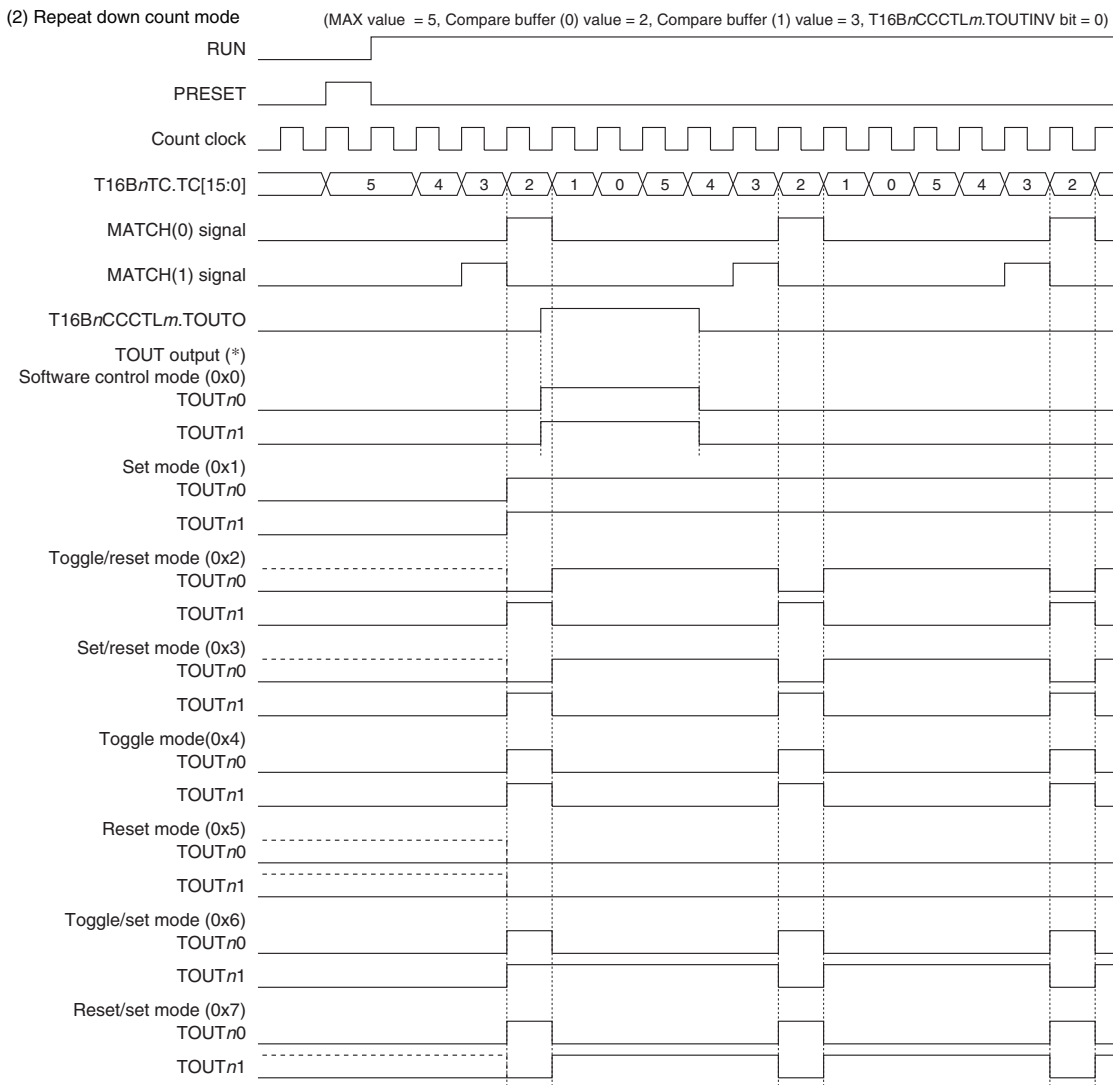 (2) Repeat down count mode (MAX value = 5, Compare buffer (0) value = 2, Compare buffer (1) value = 3, T16BnCCCTLm.TOUTINV bit = 0)
RUN
PRESET
Count clock
T16BnTC.TC[15:0] 5 4 3 2 1 0 5 4 3 2 1 0 5 4 3 2
MATCH(0) signal
MATCH(1) signal
T16BnCCCTLm.TOUTO
TOUT output (*)
Software control mode (0x0)
TOUTn0
TOUTn1
Set mode (0x1)
TOUTn0
TOUTn1
Toggle/reset mode (0x2)
TOUTn0
TOUTn1
Set/reset mode (0x3)
TOUTn0
TOUTn1
Toggle mode(0x4)
TOUTn0
TOUTn1
Reset mode (0x5)
TOUTn0
TOUTn1
Toggle/set mode (0x6)
TOUTn0
TOUTn1
Reset/set mode (0x7)
TOUTn0
TOUTn1